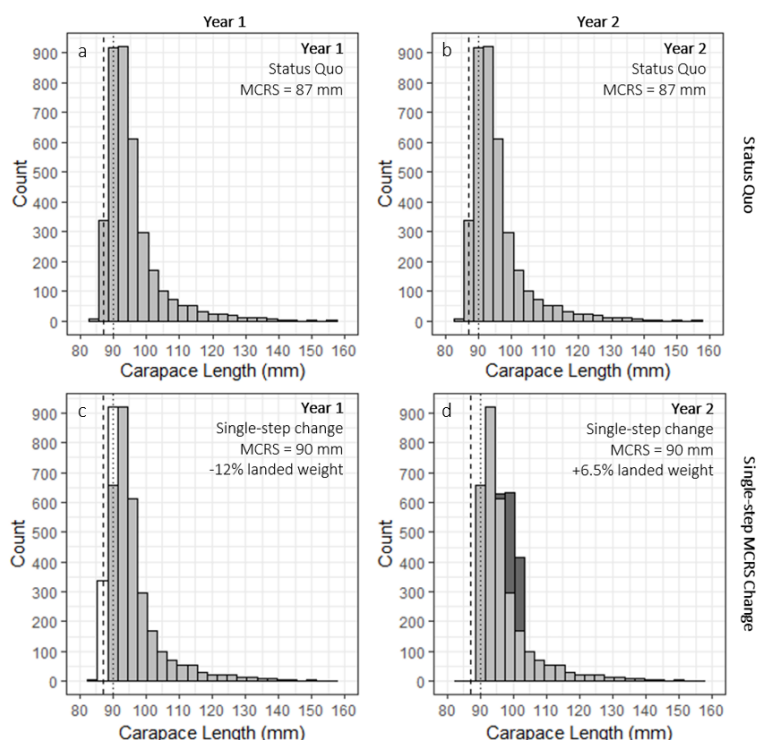 Year 1
Year 2
a
Year 1
Status Quo
MCRS = 87 mm
900
800
700
600
500
400
300
200
100
0
Count
80 90 100 110 120 130 140 150 160
Carapace Length (mm)
b
Year 2
Status Quo
MCRS = 87 mm
900
800
700
600
500
400
300
200
100
0
Count
80 90 100 110 120 130 140 150 160
Carapace Length (mm)
Status Quo
c
Year 1
Single-step change
MCRS = 90 mm
-12% landed weight
900
800
700
600
500
400
300
200
100
0
Count
80 90 100 110 120 130 140 150 160
Carapace Length (mm)
d
Year 2
Single-step change
MCRS = 90 mm
+6.5% landed weight
900
800
700
600
500
400
300
200
100
0
Count
80 90 100 110 120 130 140 150 160
Carapace Length (mm)
Single-step MCRS Change